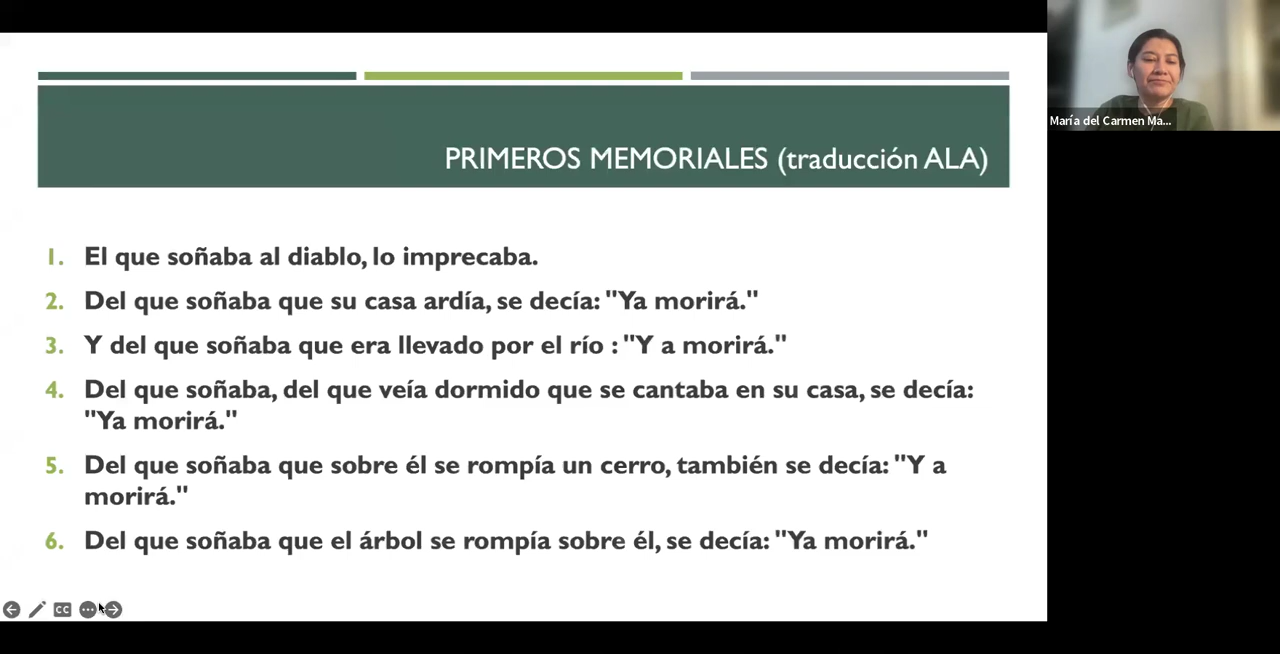 PRIMEROS MEMORIALES (traducción ALA)
1. El que soñaba al diablo, lo imprecaba.
2. Del que soñaba que su casa ardía, se decía: "Ya morirá."
3. Y del que soñaba que era llevado por el río : "Y a morirá."
4. Del que soñaba, del que veía dormido que se cantaba en su casa, se decía:
"Ya morirá."
5. Del que soñaba que sobre él se rompía un cerro, también se decía: "Y a
morirá."
6. Del que soñaba que el árbol se rompía sobre él, se decía: "Ya morirá."
CC
María del Carmen Ma...